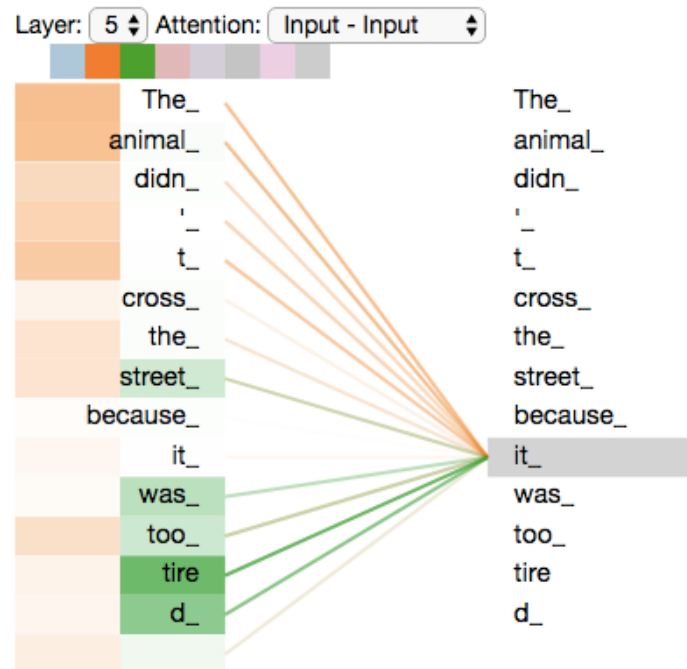 Layer: 5 Attention: Input - Input
The_ The_
animal_ animal_
didn_ didn_
'_ '_
t_ t_
cross_ cross_
the_ the_
street_ street_
because_ because_
it_ it_
was_ was_
too_ too_
tire tire
d_ d_